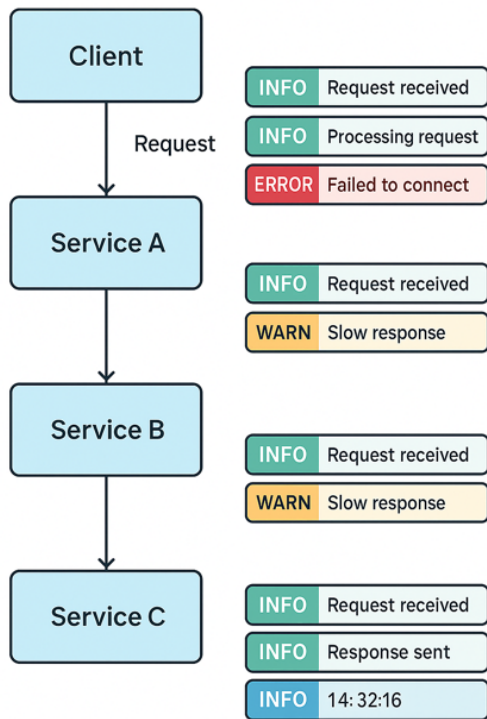 Client
INFO Request received
INFO Processing request
Request
ERROR Failed to connect
Service A
INFO Request received
WARN Slow response
Service B
INFO Request received
WARN Slow response
Service C
INFO Request received
INFO Response sent
INFO 14: 32:16